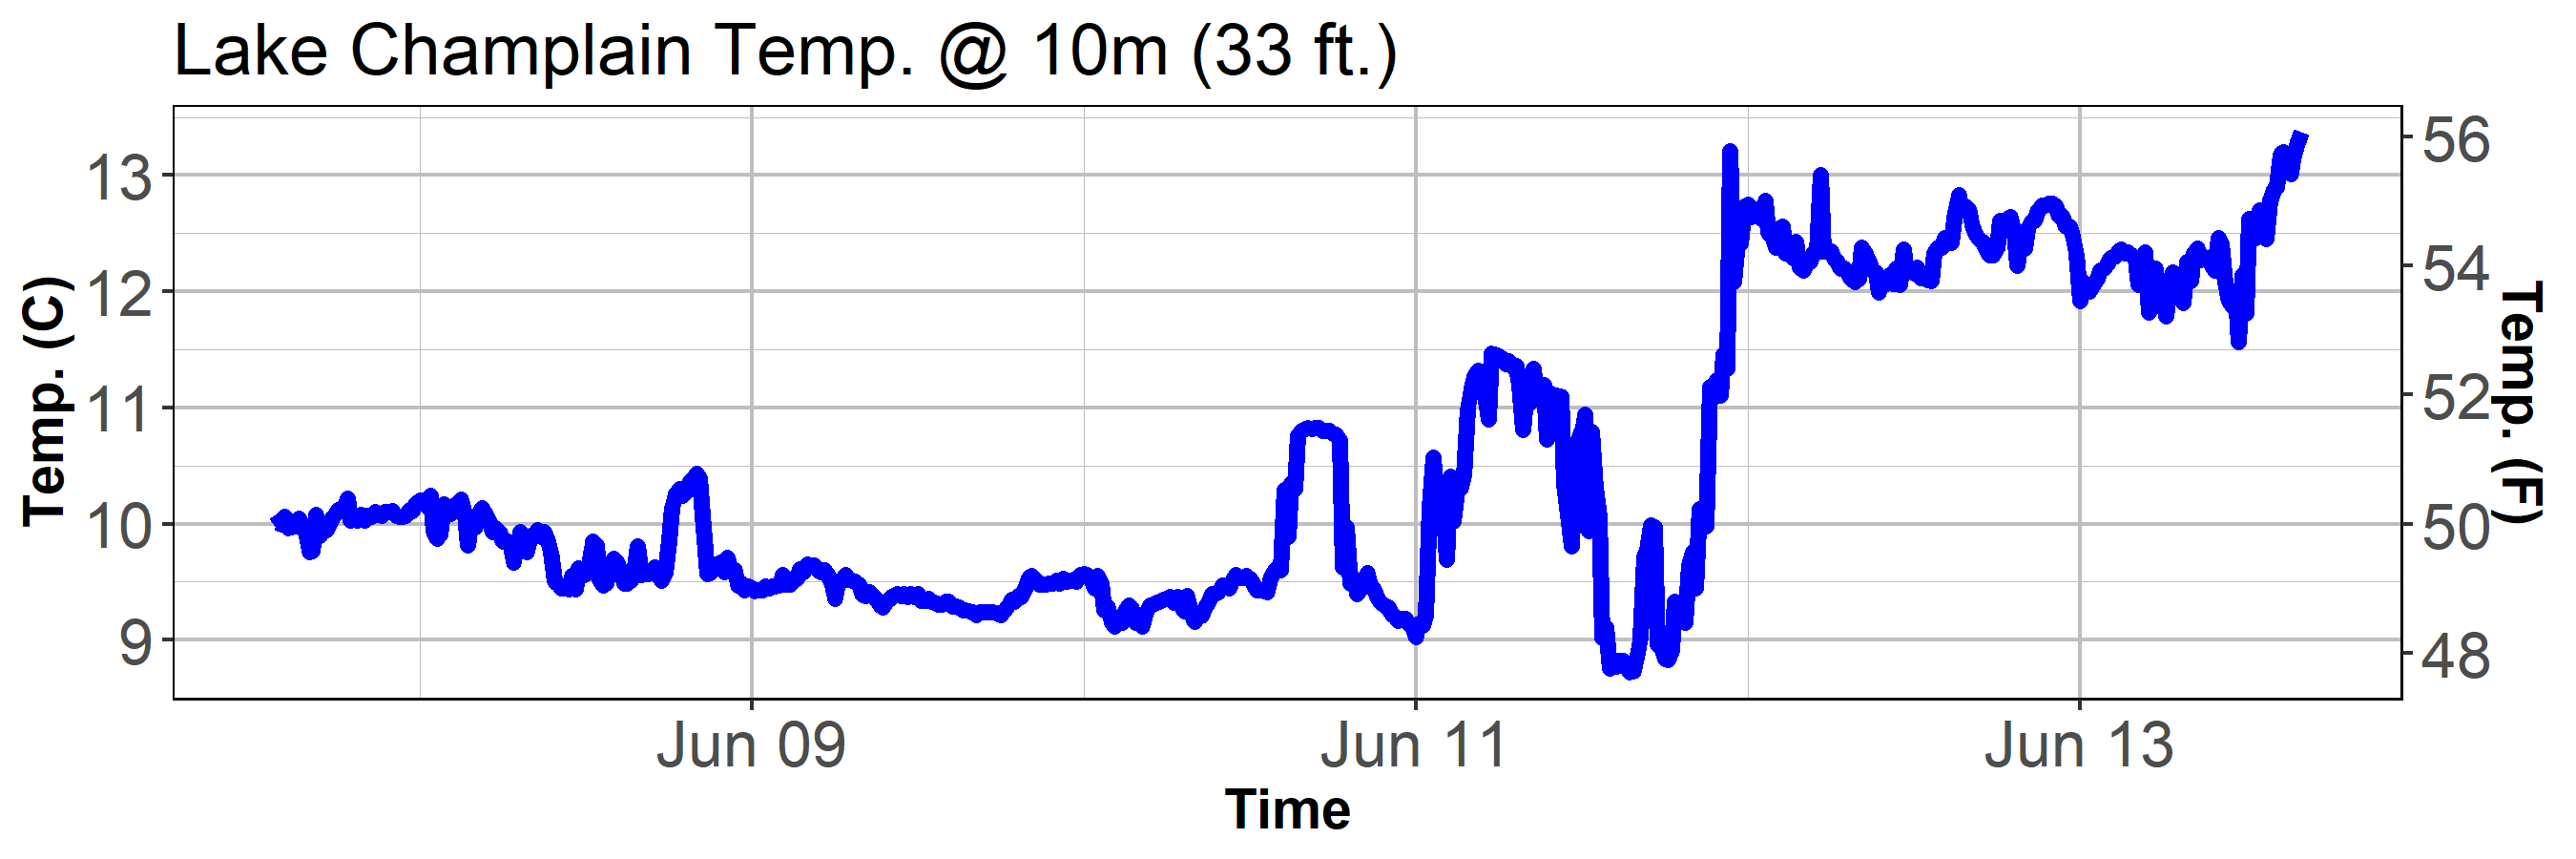 Lake Champlain Temp. @ 10m (33 ft.)
Temp. (C)
13
12
11
10
9
56
54
52
50
48
Temp. (F)
Jun 09
Jun 11
Jun 13
Time